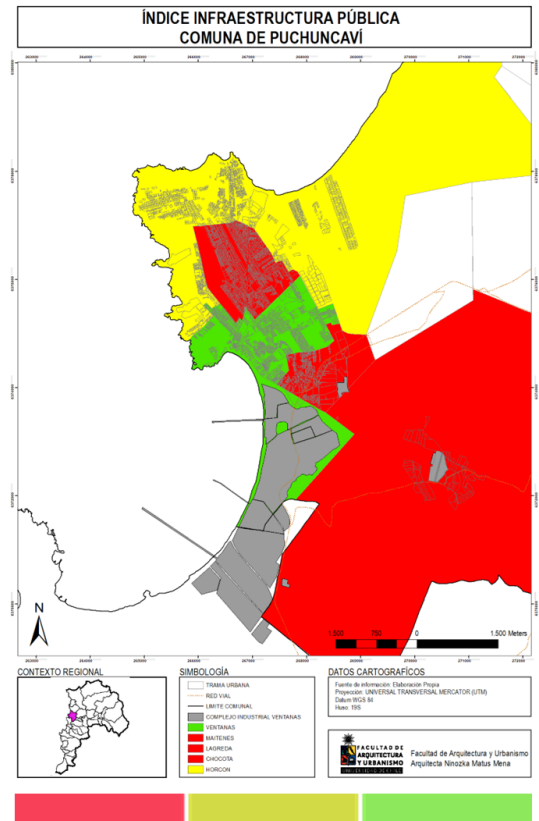 ÍNDICE INFRAESTRUCTURA PÚBLICA
COMUNA DE PUCHUNCAVÍ
N
1.500 750 0 1.500 Meters
CONTEXTO REGIONAL
SIMBOLOGÍA
TRAMA URBANA
RED VIAL
LIMITE COMUNAL
COMPLEJO INDUSTRIAL VENTANAS
VENTANAS
MAITENES
LAGREDA
CHOCOTA
HORCON
DATOS CARTOGRAFÍCOS
Fuente de información: Elaboración Propia
Proyección: UNIVERSAL TRANSVERSAL MERCATOR (UTM)
Datum WGS 84
Huso: 19S
FACULTAD DE
ARQUITECTURA
Y URBANISMO
Facultad de Arquitectura y Urbanismo
Arquitecta Ninozka Matus Mena